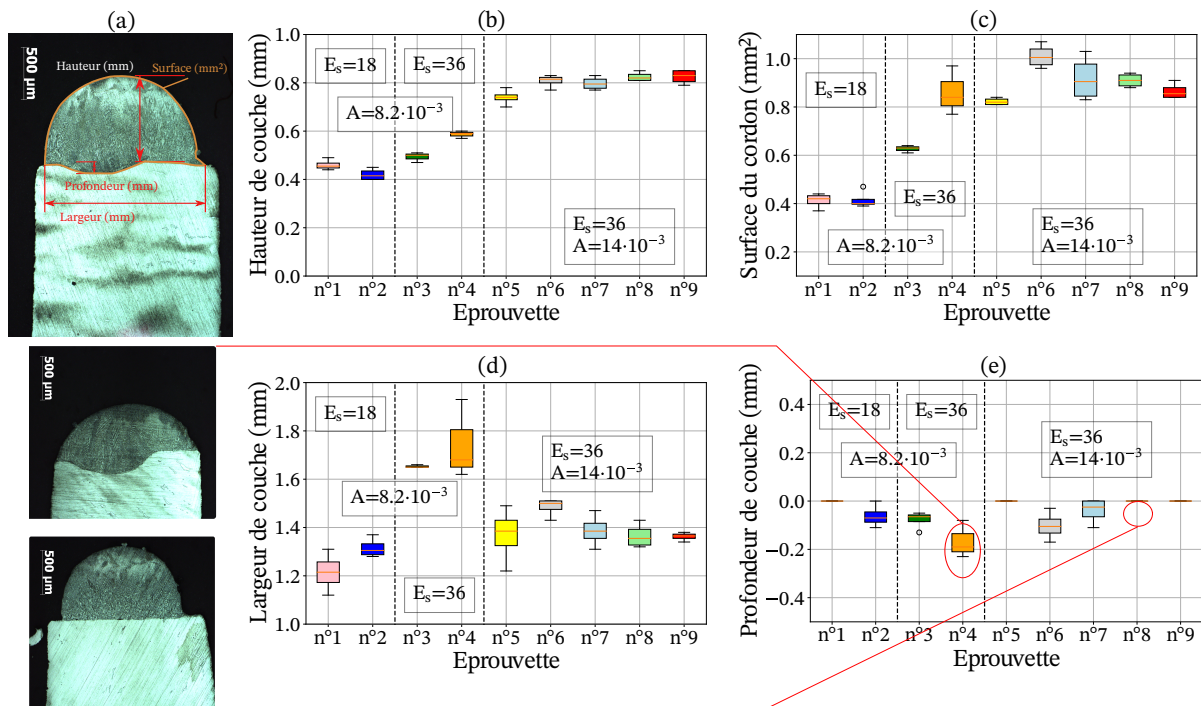 (a)
500 µm
Hauteur (mm)
Surface (mm²)
Profondeur (mm)
Largeur (mm)
500 µm
500 µm
(b)
Hauteur de couche (mm)
1.0
0.8
0.6
0.4
0.2
0.0
Eₛ=18
Eₛ=36
A=8.2·10⁻³
Eₛ=36
A=14·10⁻³
n°1 n°2 n°3 n°4 n°5 n°6 n°7 n°8 n°9
Eprouvette
(c)
Surface du cordon (mm²)
1.0
0.8
0.6
0.4
0.2
Eₛ=18
Eₛ=36
A=8.2·10⁻³
Eₛ=36
A=14·10⁻³
n°1 n°2 n°3 n°4 n°5 n°6 n°7 n°8 n°9
Eprouvette
(d)
Largeur de couche (mm)
2.0
1.8
1.6
1.4
1.2
1.0
Eₛ=18
A=8.2·10⁻³
Eₛ=36
Eₛ=36
A=14·10⁻³
n°1 n°2 n°3 n°4 n°5 n°6 n°7 n°8 n°9
Eprouvette
(e)
Profondeur de couche (mm)
0.4
0.2
0.0
−0.2
−0.4
Eₛ=18
Eₛ=36
A=8.2·10⁻³
Eₛ=36
A=14·10⁻³
n°1 n°2 n°3 n°4 n°5 n°6 n°7 n°8 n°9
Eprouvette